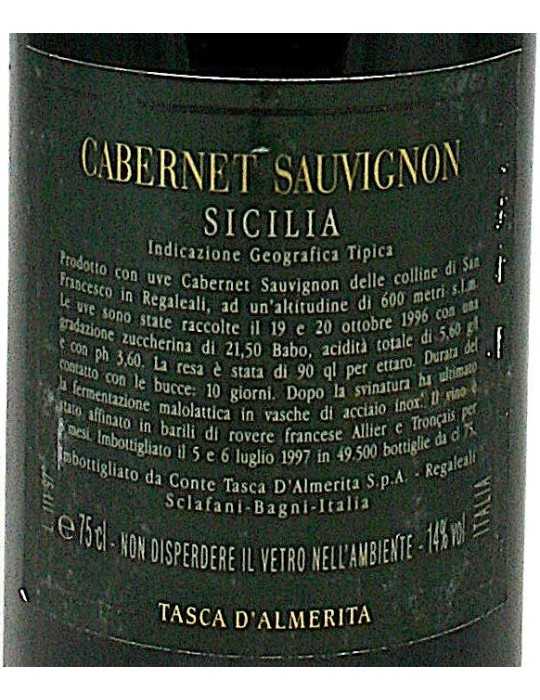 CABERNET SAUVIGNON
SICILIA
Indicazione Geografica Tipica
Prodotto con uve Cabernet Sauvignon delle colline di San
Francesco in Regaleali, ad un'altitudine di 600 metri s.l.m.
Le uve sono state raccolte il 19 e 20 ottobre 1996 con una
gradazione zuccherina di 21,50 Babo, acidità totale di 5,60 g/l
e con ph 3,60. La resa è stata di 90 ql per ettaro. Durata del
contatto con le bucce: 10 giorni. Dopo la svinatura ha ultimato
la fermentazione malolattica in vasche di acciaio inox. Il vino è
stato affinato in barili di rovere francese Allier e Tronçais per
mesi. Imbottigliato il 5 e 6 luglio 1997 in 49.500 bottiglie da cl 75.
Imbottigliato da Conte Tasca D'Almerita S.p.A. - Regaleali
Sclafani-Bagni-Italia
e 75 cl - NON DISPERDERE IL VETRO NELL'AMBIENTE - 14% vol
ITALIA
TASCA D'ALMERITA